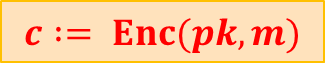 c := Enc(pk, m)